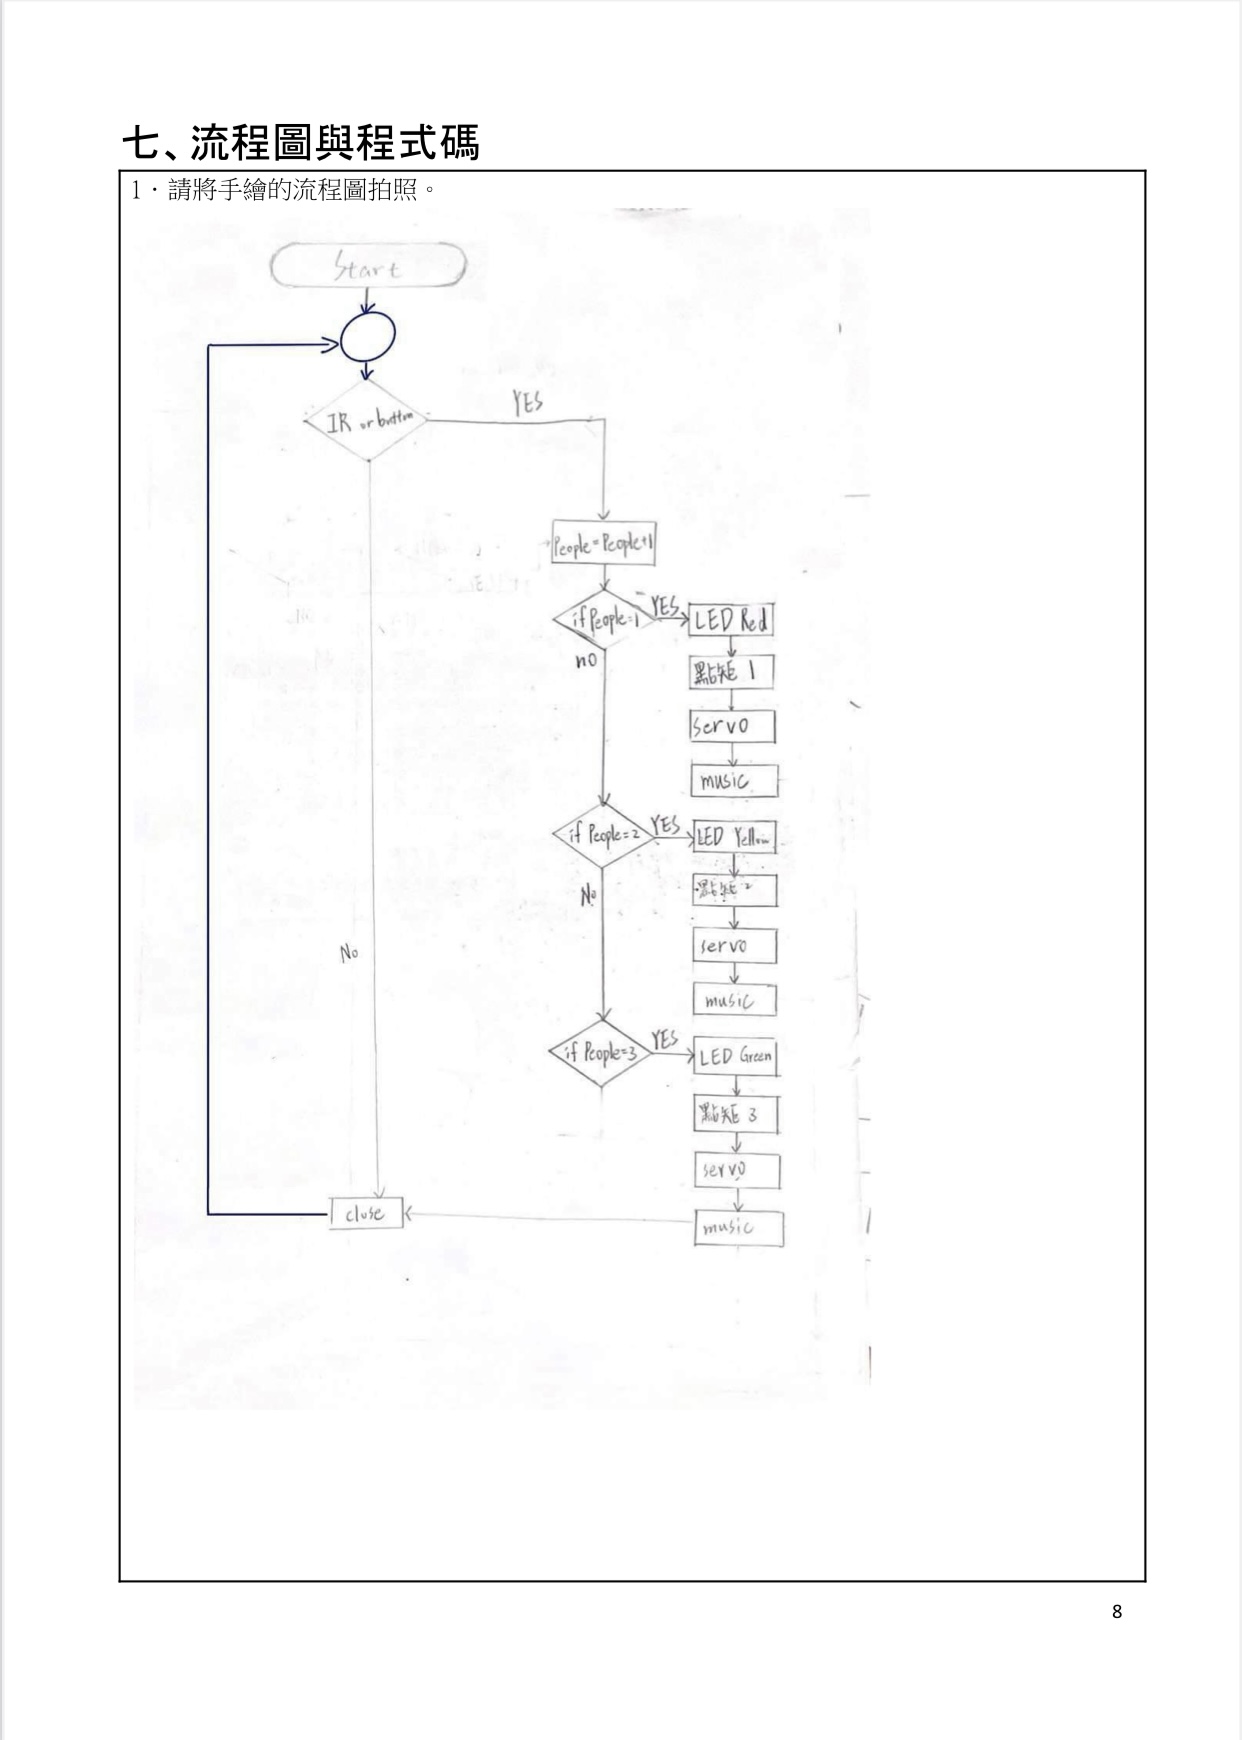 七、流程圖與程式碼
1．請將手繪的流程圖拍照。
Start
IR or button
YES
People=People+1
if People=1
YES
LED Red
no
點矩 1
servo
music
if People=2
YES
LED Yellow
No
點矩 2
servo
No
music
if People=3
YES
LED Green
點矩 3
servo
close
music
8